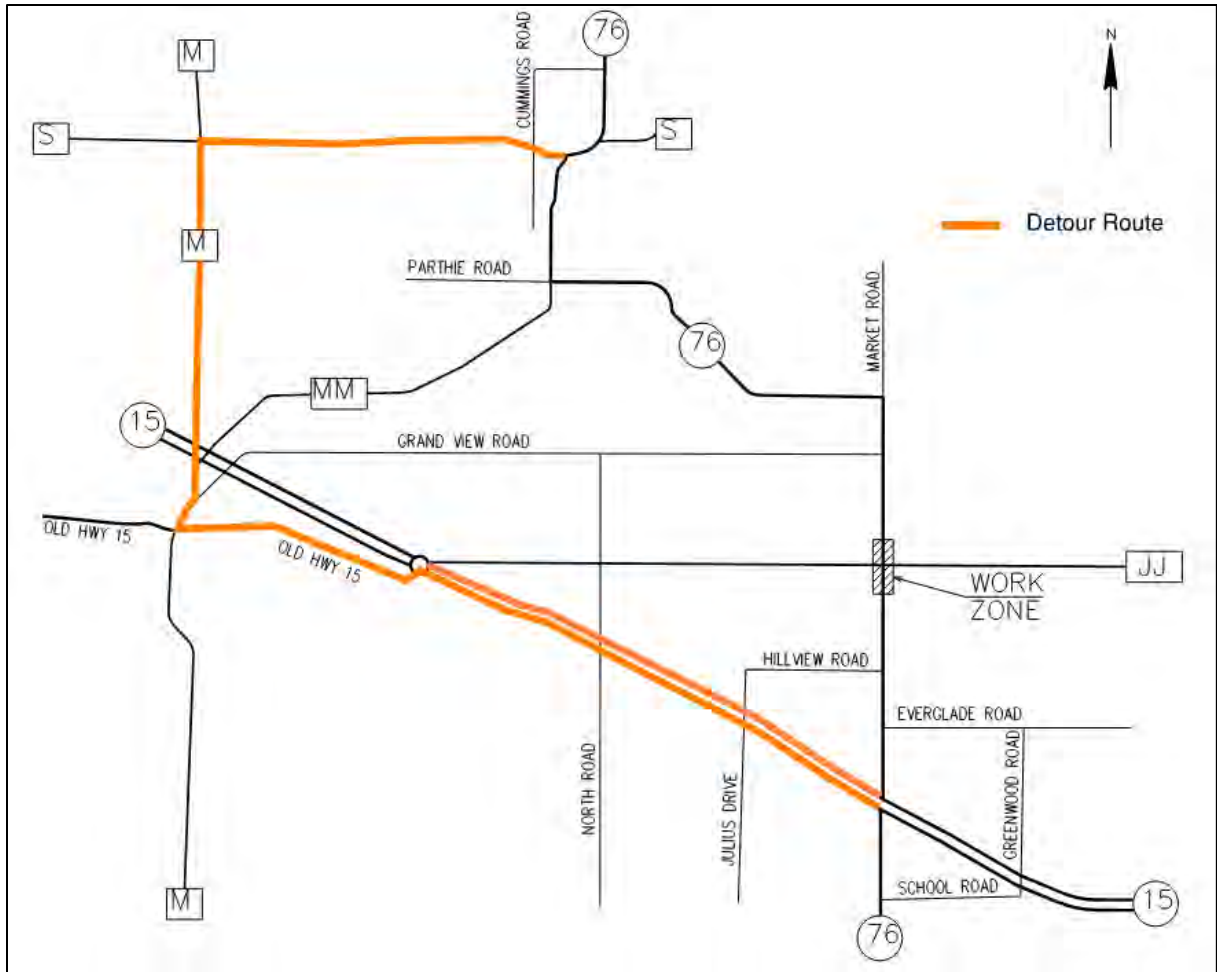 76
N
M
CUMMINGS ROAD
S
S
Detour Route
M
PARTHIE ROAD
MARKET ROAD
76
MM
15
GRAND VIEW ROAD
OLD HWY 15
OLD HWY 15
JJ
WORK
ZONE
HILLVIEW ROAD
EVERGLADE ROAD
NORTH ROAD
JULIUS DRIVE
GREENWOOD ROAD
SCHOOL ROAD
M
15
76